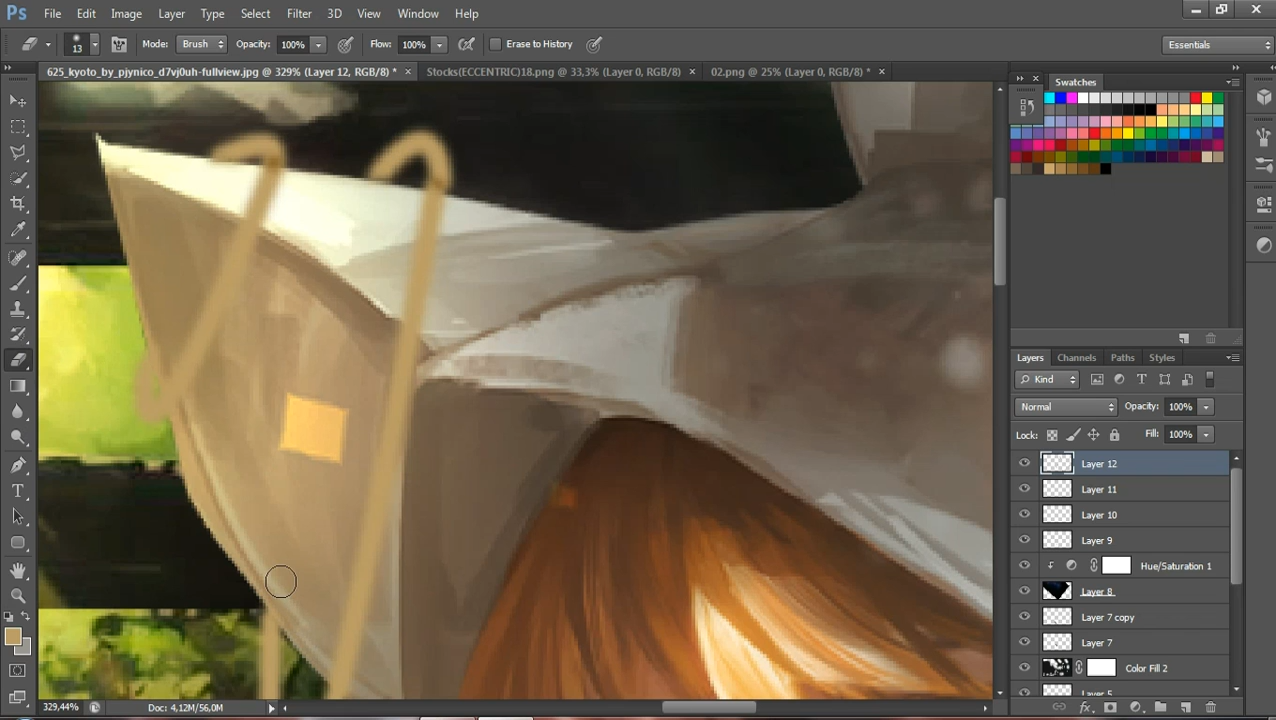 Ps File Edit Image Layer Type Select Filter 3D View Window Help
13 Mode: Brush Opacity: 100% Flow: 100% Erase to History Essentials
625_kyoto_by_pjynico_d7vj0uh-fullview.jpg @ 329% (Layer 12, RGB/8) * × Stocks(ECCENTRIC)18.png @ 33,3% (Layer 0, RGB/8) × 02.png @ 25% (Layer 0, RGB/8) * ×
Swatches
Layers Channels Paths Styles
Kind
Normal Opacity: 100%
Lock: Fill: 100%
Layer 12
Layer 11
Layer 10
Layer 9
Hue/Saturation 1
Layer 8
Layer 7 copy
Layer 7
Color Fill 2
Layer 5
T
329,44% Doc: 4,12M/56,0M
fx